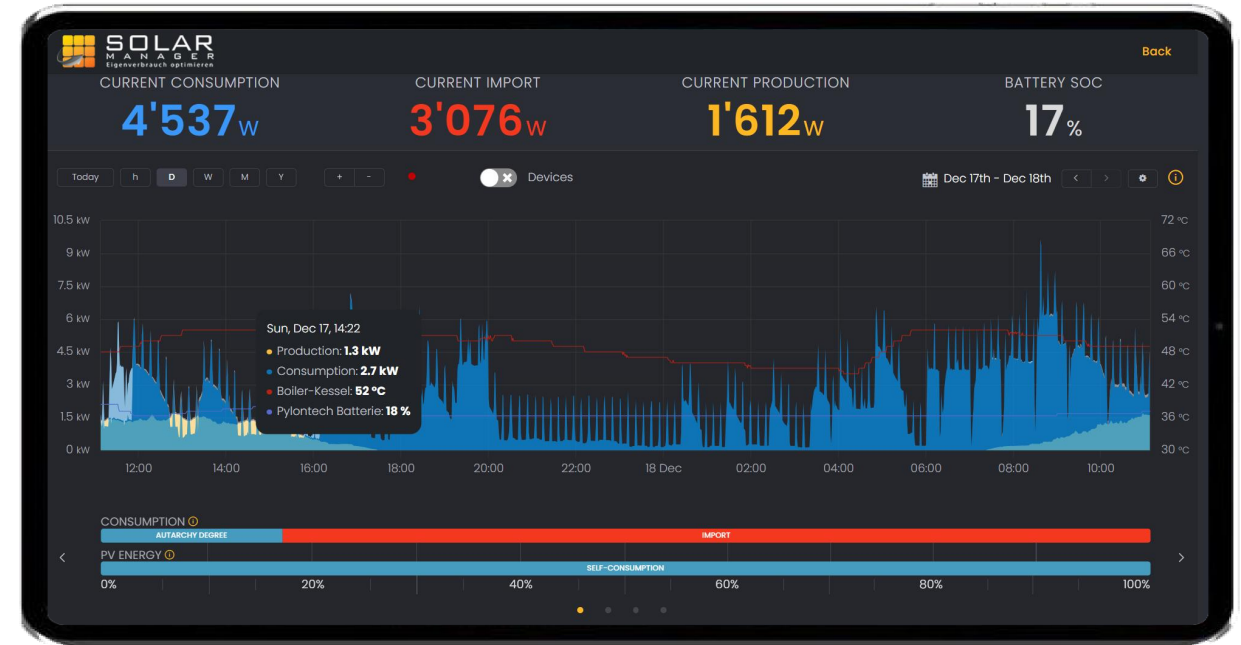 SOLAR
MANAGER
Eigenverbrauch optimieren
Back
CURRENT CONSUMPTION
CURRENT IMPORT
CURRENT PRODUCTION
BATTERY SOC
4'537 W
3'076 W
1'612 W
17 %
Today h D W M Y + -
Devices
Dec 17th - Dec 18th
10.5 kW
9 kW
7.5 kW
6 kW
4.5 kW
3 kW
1.5 kW
0 kW
72 °C
66 °C
60 °C
54 °C
48 °C
42 °C
36 °C
30 °C
Sun, Dec 17, 14:22
Production: 1.3 kW
Consumption: 2.7 kW
Boiler-Kessel: 52 °C
Pylontech Batterie: 18 %
12:00 14:00 16:00 18:00 20:00 22:00 18 Dec 02:00 04:00 06:00 08:00 10:00
CONSUMPTION
AUTARCHY DEGREE IMPORT
PV ENERGY
SELF-CONSUMPTION
0% 20% 40% 60% 80% 100%